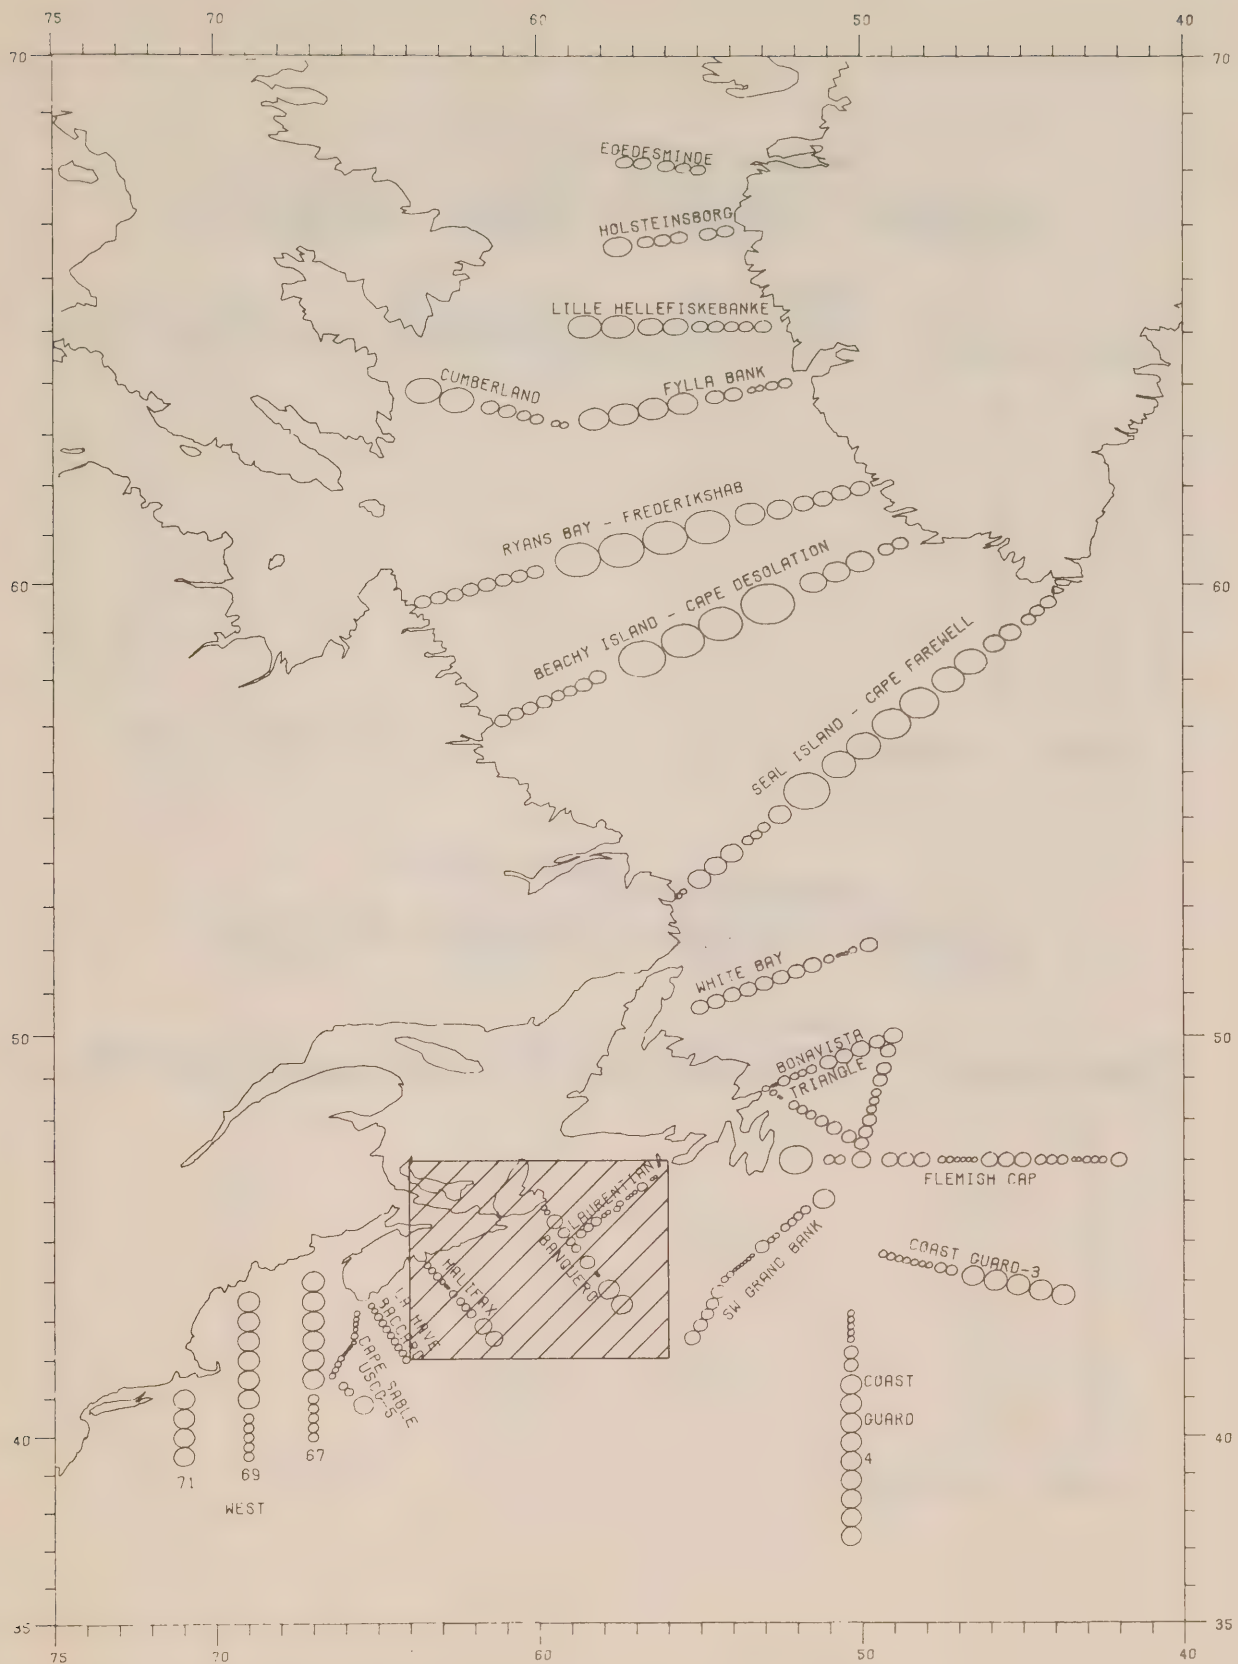 75 70 60 50 40
70 70
EGEDESMINDE
HOLSTEINSBORG
LILLE HELLEFISKEBANKE
CUMBERLAND
FYLLA BANK
RYANS BAY - FREDERIKSHAB
BEACHY ISLAND - CAPE DESOLATION
60 60
SEAL ISLAND - CAPE FAREWELL
WHITE BAY
50 50
BONAVISTA
TRIANGLE
FLEMISH CAP
LAURENTIAN
BANQUERO
SW GRAND BANK
COAST GUARD-3
HALIFAX
LA HAVE
BACCARO
CAPE SABLE
USCG-5
COAST
GUARD
4
40 40
71 69 67
WEST
35 35
75 70 60 50 40